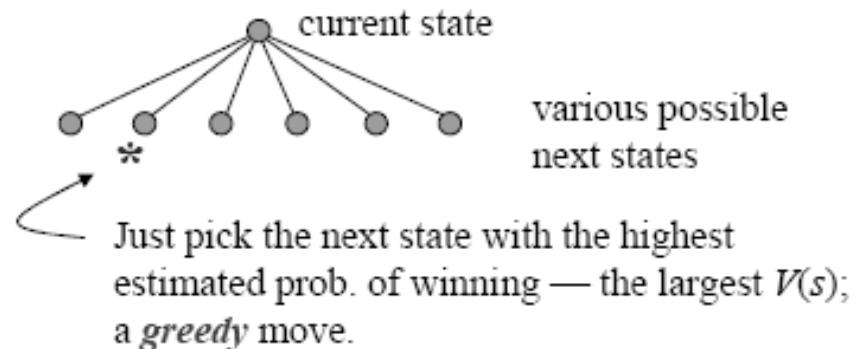 current state
various possible
next states
*
Just pick the next state with the highest
estimated prob. of winning — the largest V(s);
a greedy move.